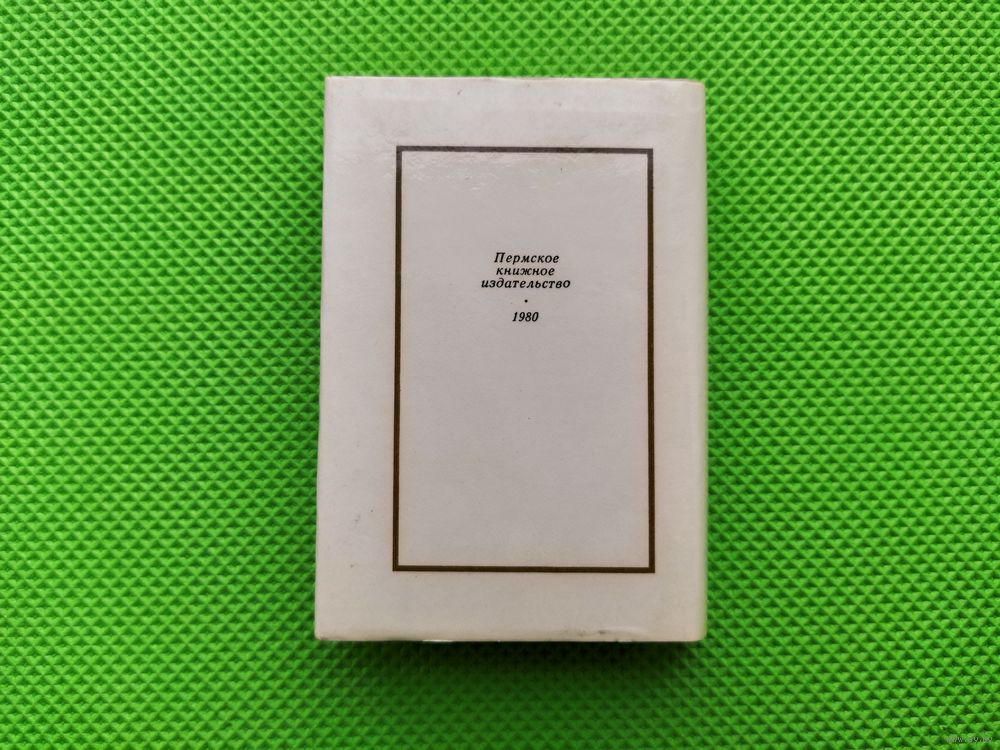 Пермское
книжное
издательство
•
1980